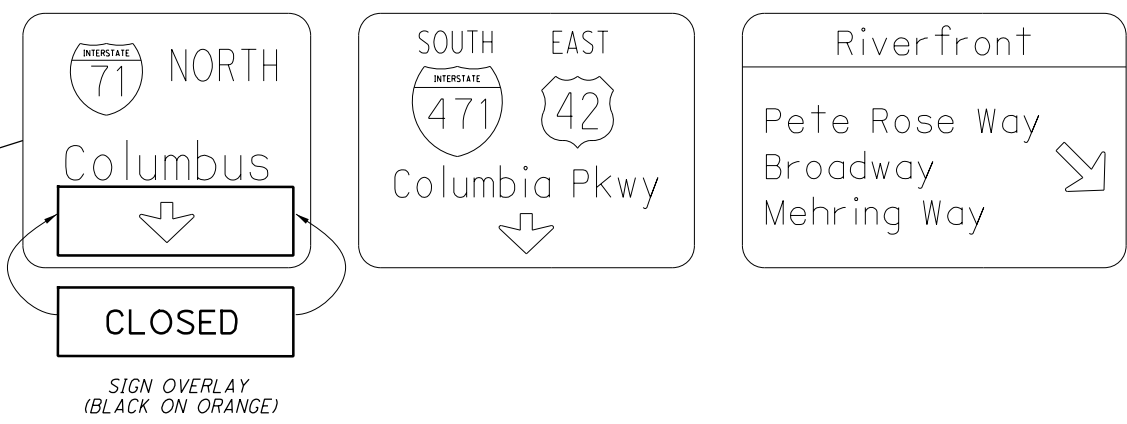 INTERSTATE
71 NORTH
Columbus
CLOSED
SIGN OVERLAY
(BLACK ON ORANGE)
SOUTH EAST
INTERSTATE
471 42
Columbia Pkwy
Riverfront
Pete Rose Way
Broadway
Mehring Way